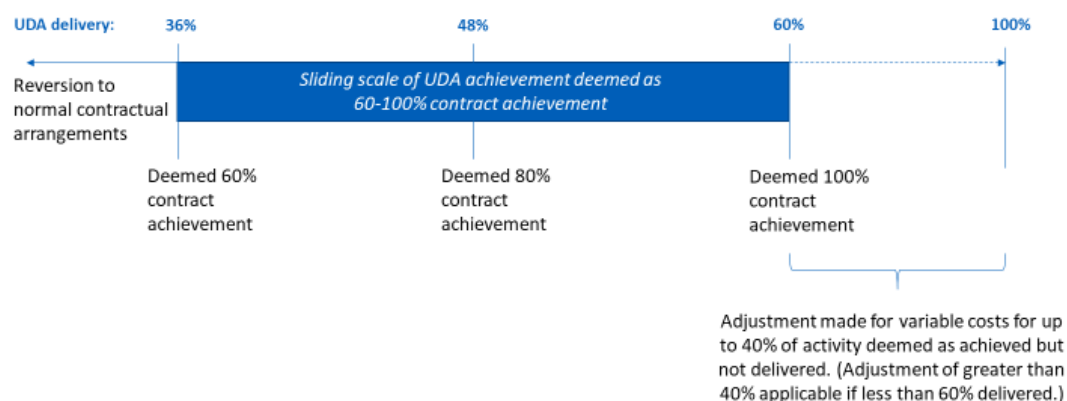 UDA delivery: 36% 48% 60% 100%
Sliding scale of UDA achievement deemed as
60-100% contract achievement
Reversion to
normal contractual
arrangements
Deemed 60%
contract
achievement
Deemed 80%
contract
achievement
Deemed 100%
contract
achievement
Adjustment made for variable costs for up
to 40% of activity deemed as achieved but
not delivered. (Adjustment of greater than
40% applicable if less than 60% delivered.)